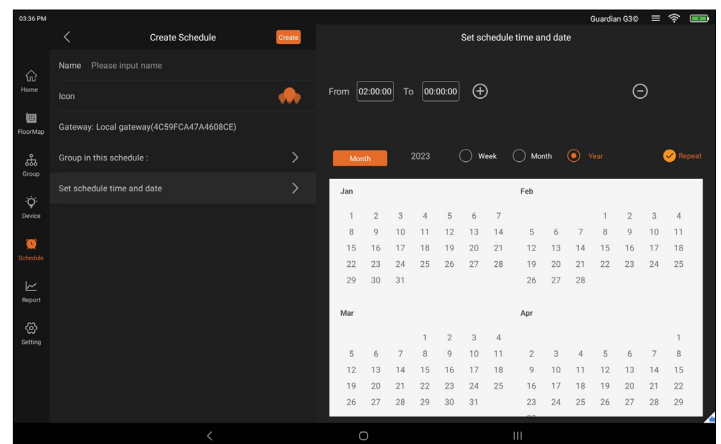 03:36 PM
Guardian G3©
Create Schedule
Create
Set schedule time and date
Home
FloorMap
Group
Device
Schedule
Report
Setting
Name Please input name
Icon
Gateway: Local gateway(4C59FCA47A4608CE)
Group in this schedule :
Set schedule time and date
From 02:00:00 To 00:00:00
Month 2023 Week Month Year Repeat
Jan
1 2 3 4 5 6 7
8 9 10 11 12 13 14
15 16 17 18 19 20 21
22 23 24 25 26 27 28
29 30 31
Feb
1 2 3 4
5 6 7 8 9 10 11
12 13 14 15 16 17 18
19 20 21 22 23 24 25
26 27 28
Mar
1 2 3 4
5 6 7 8 9 10 11
12 13 14 15 16 17 18
19 20 21 22 23 24 25
26 27 28 29 30 31
Apr
1
2 3 4 5 6 7 8
9 10 11 12 13 14 15
16 17 18 19 20 21 22
23 24 25 26 27 28 29